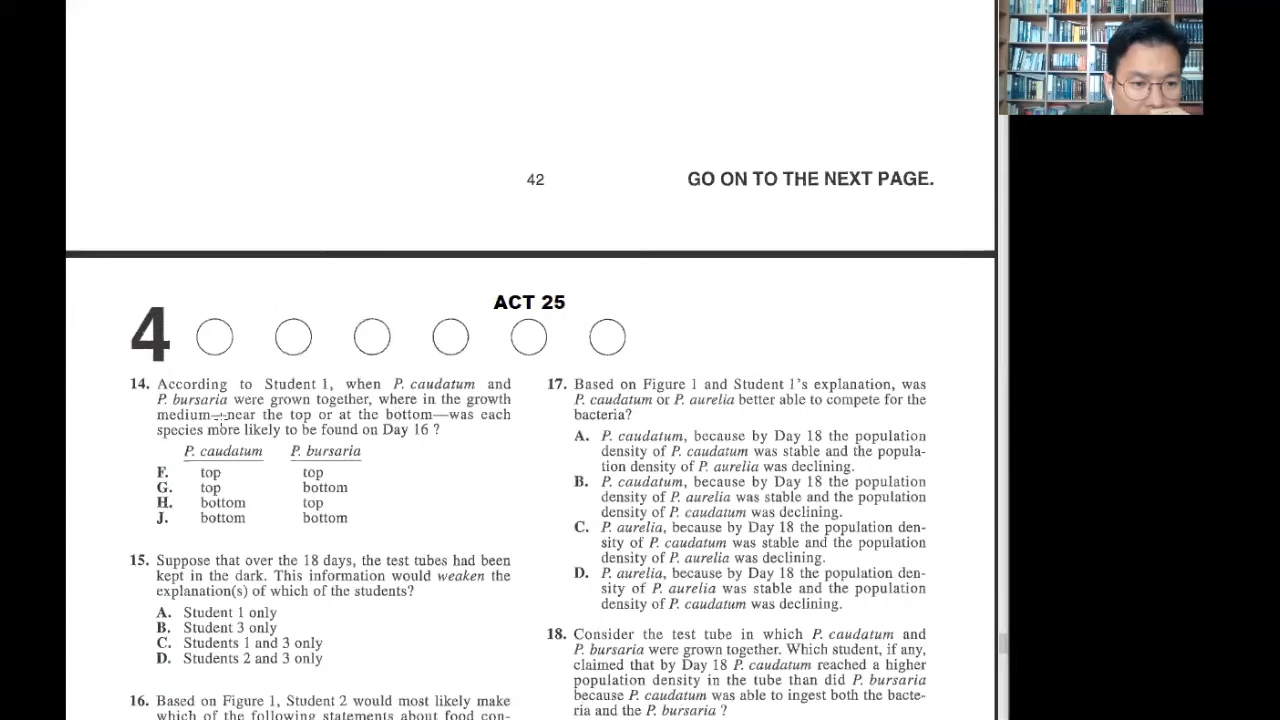 42
GO ON TO THE NEXT PAGE.
ACT 25
4
14. According to Student 1, when P. caudatum and
P. bursaria were grown together, where in the growth
medium—near the top or at the bottom—was each
species more likely to be found on Day 16 ?
P. caudatum P. bursaria
F. top top
G. top bottom
H. bottom top
J. bottom bottom
15. Suppose that over the 18 days, the test tubes had been
kept in the dark. This information would weaken the
explanation(s) of which of the students?
A. Student 1 only
B. Student 3 only
C. Students 1 and 3 only
D. Students 2 and 3 only
16. Based on Figure 1, Student 2 would most likely make
which of the following statements about food con-
17. Based on Figure 1 and Student 1's explanation, was
P. caudatum or P. aurelia better able to compete for the
bacteria?
A. P. caudatum, because by Day 18 the population
density of P. caudatum was stable and the popula-
tion density of P. aurelia was declining.
B. P. caudatum, because by Day 18 the population
density of P. aurelia was stable and the population
density of P. caudatum was declining.
C. P. aurelia, because by Day 18 the population den-
sity of P. caudatum was stable and the population
density of P. aurelia was declining.
D. P. aurelia, because by Day 18 the population den-
sity of P. aurelia was stable and the population
density of P. caudatum was declining.
18. Consider the test tube in which P. caudatum and
P. bursaria were grown together. Which student, if any,
claimed that by Day 18 P. caudatum reached a higher
population density in the tube than did P. bursaria
because P. caudatum was able to ingest both the bacte-
ria and the P. bursaria ?